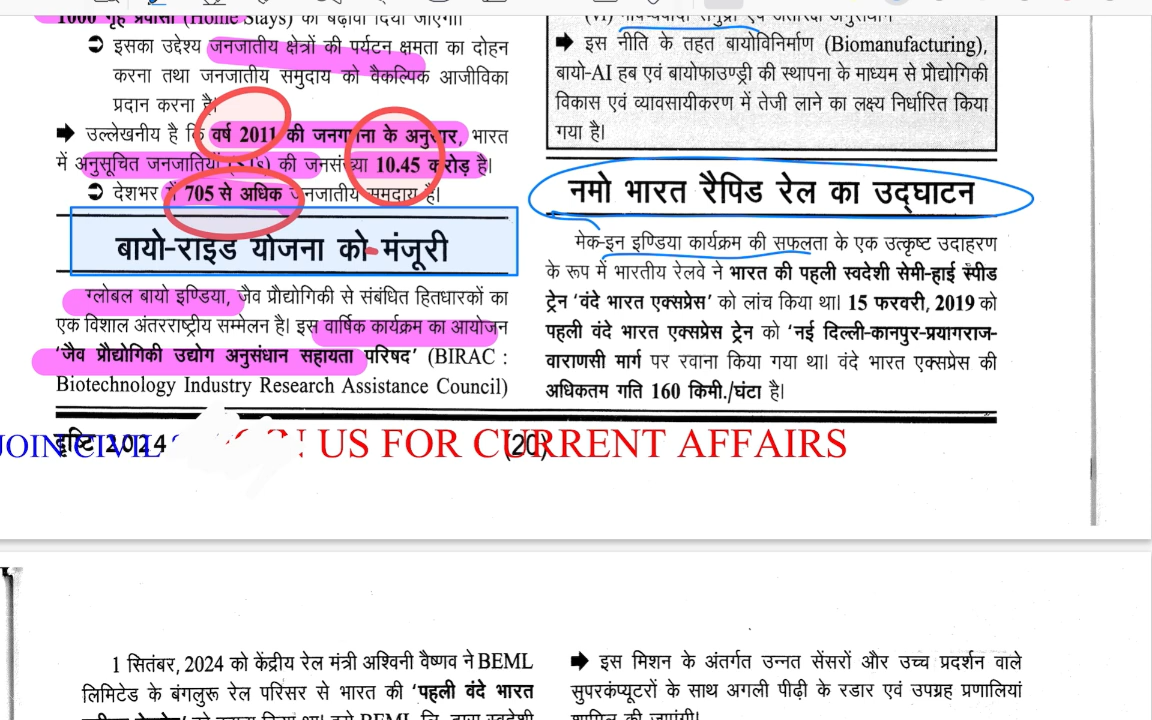 1000 गृह प्रवासों (Home Stays) को बढ़ावा दिया जाएगा।
➲ इसका उद्देश्य जनजातीय क्षेत्रों की पर्यटन क्षमता का दोहन
करना तथा जनजातीय समुदाय को वैकल्पिक आजीविका
प्रदान करना है।
➡ उल्लेखनीय है कि वर्ष 2011 की जनगणना के अनुसार, भारत
में अनुसूचित जनजातियों (STs) की जनसंख्या 10.45 करोड़ है।
➲ देशभर में 705 से अधिक जनजातीय समुदाय है।
बायो-राइड योजना को मंजूरी
ग्लोबल बायो इण्डिया, जैव प्रौद्योगिकी से संबंधित हितधारकों का
एक विशाल अंतरराष्ट्रीय सम्मेलन है। इस वार्षिक कार्यक्रम का आयोजन
'जैव प्रौद्योगिकी उद्योग अनुसंधान सहायता परिषद' (BIRAC :
Biotechnology Industry Research Assistance Council)
(VI)
➡ इस नीति के तहत बायोविनिर्माण (Biomanufacturing),
बायो-AI हब एवं बायोफाउण्ड्री की स्थापना के माध्यम से प्रौद्योगिकी
विकास एवं व्यावसायीकरण में तेजी लाने का लक्ष्य निर्धारित किया
गया है।
नमो भारत रैपिड रेल का उद्घाटन
मेक-इन इण्डिया कार्यक्रम की सफलता के एक उत्कृष्ट उदाहरण
के रूप में भारतीय रेलवे ने भारत की पहली स्वदेशी सेमी-हाई स्पीड
ट्रेन 'वंदे भारत एक्सप्रेस' को लांच किया था। 15 फरवरी, 2019 को
पहली वंदे भारत एक्सप्रेस ट्रेन को 'नई दिल्ली-कानपुर-प्रयागराज-
वाराणसी मार्ग पर रवाना किया गया था। वंदे भारत एक्सप्रेस की
अधिकतम गति 160 किमी./घंटा है।
JOIN CIVIL US FOR CURRENT AFFAIRS
दृष्टि 2024 (20)
1 सितंबर, 2024 को केंद्रीय रेल मंत्री अश्विनी वैष्णव ने BEML
लिमिटेड के बंगलुरू रेल परिसर से भारत की 'पहली वंदे भारत
➡ इस मिशन के अंतर्गत उन्नत सेंसरों और उच्च प्रदर्शन वाले
सुपरकंप्यूटरों के साथ अगली पीढ़ी के रडार एवं उपग्रह प्रणालियां
शामिल की जाएंगी।